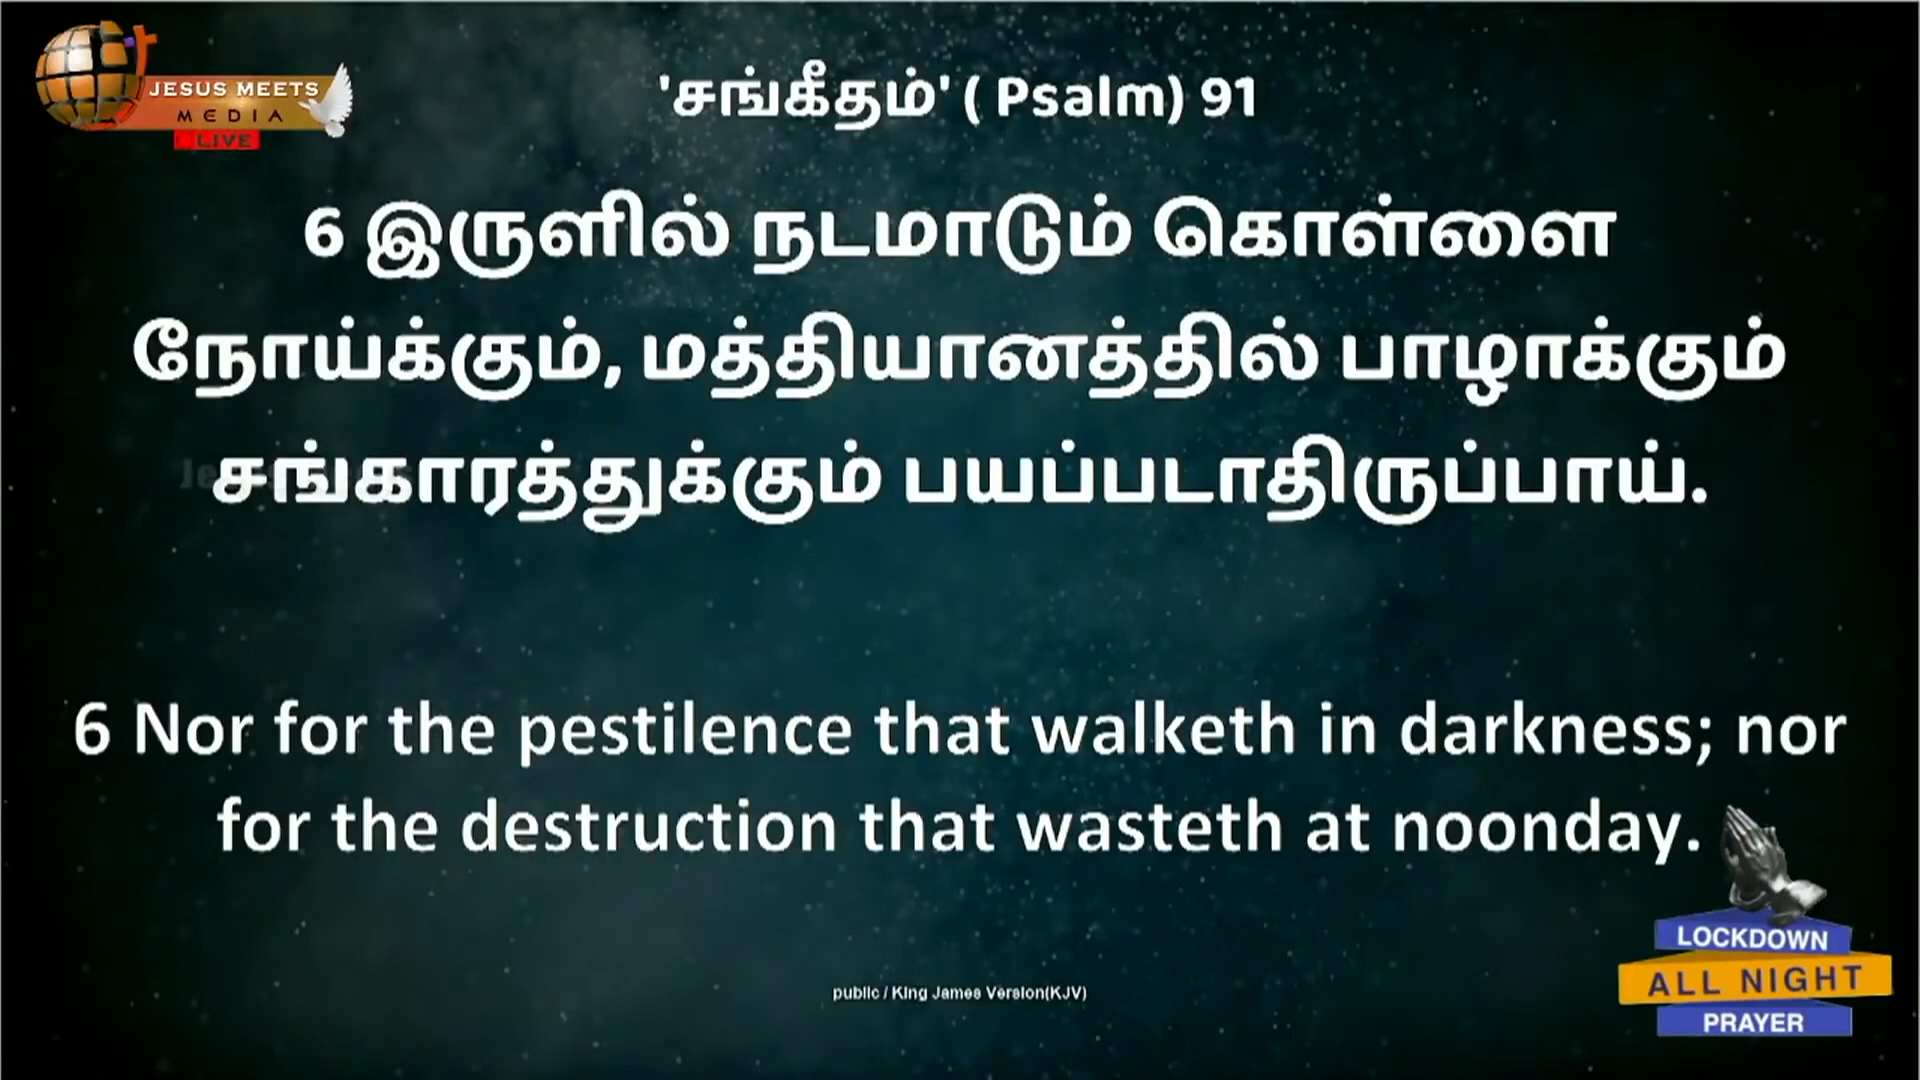 JESUS MEETS
MEDIA
LIVE
'சங்கீதம்' ( Psalm) 91
6 இருளில் நடமாடும் கொள்ளை
நோய்க்கும், மத்தியானத்தில் பாழாக்கும்
சங்காரத்துக்கும் பயப்படாதிருப்பாய்.
6 Nor for the pestilence that walketh in darkness; nor
for the destruction that wasteth at noonday.
public / King James Version(KJV)
LOCKDOWN
ALL NIGHT
PRAYER